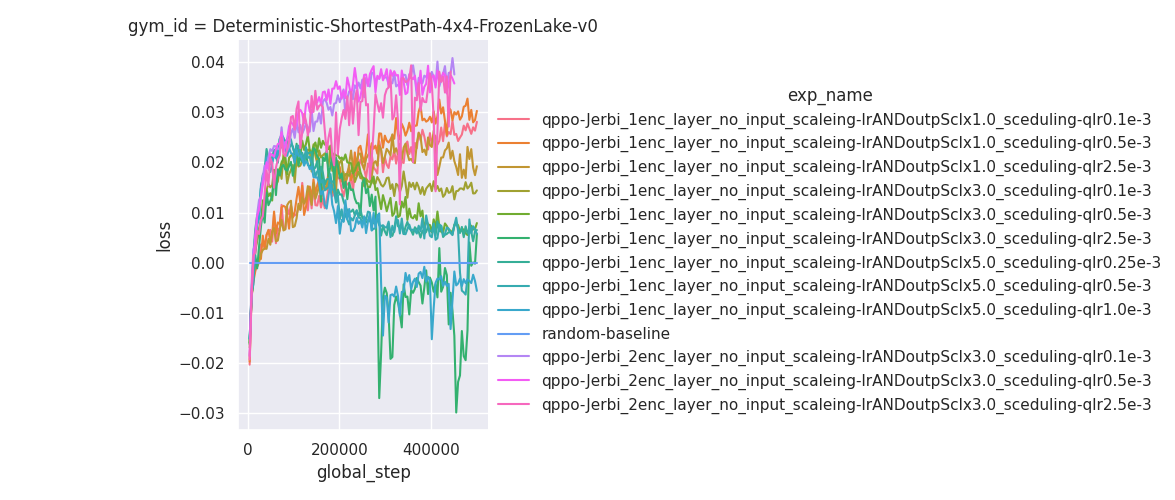 gym_id = Deterministic-ShortestPath-4x4-FrozenLake-v0
0.04
0.03
0.02
0.01
0.00
−0.01
−0.02
−0.03
loss
0
200000
400000
global_step
exp_name
qppo-Jerbi_1enc_layer_no_input_scaleing-lrANDoutpSclx1.0_sceduling-qlr0.1e-3
qppo-Jerbi_1enc_layer_no_input_scaleing-lrANDoutpSclx1.0_sceduling-qlr0.5e-3
qppo-Jerbi_1enc_layer_no_input_scaleing-lrANDoutpSclx1.0_sceduling-qlr2.5e-3
qppo-Jerbi_1enc_layer_no_input_scaleing-lrANDoutpSclx3.0_sceduling-qlr0.1e-3
qppo-Jerbi_1enc_layer_no_input_scaleing-lrANDoutpSclx3.0_sceduling-qlr0.5e-3
qppo-Jerbi_1enc_layer_no_input_scaleing-lrANDoutpSclx3.0_sceduling-qlr2.5e-3
qppo-Jerbi_1enc_layer_no_input_scaleing-lrANDoutpSclx5.0_sceduling-qlr0.25e-3
qppo-Jerbi_1enc_layer_no_input_scaleing-lrANDoutpSclx5.0_sceduling-qlr0.5e-3
qppo-Jerbi_1enc_layer_no_input_scaleing-lrANDoutpSclx5.0_sceduling-qlr1.0e-3
random-baseline
qppo-Jerbi_2enc_layer_no_input_scaleing-lrANDoutpSclx3.0_sceduling-qlr0.1e-3
qppo-Jerbi_2enc_layer_no_input_scaleing-lrANDoutpSclx3.0_sceduling-qlr0.5e-3
qppo-Jerbi_2enc_layer_no_input_scaleing-lrANDoutpSclx3.0_sceduling-qlr2.5e-3